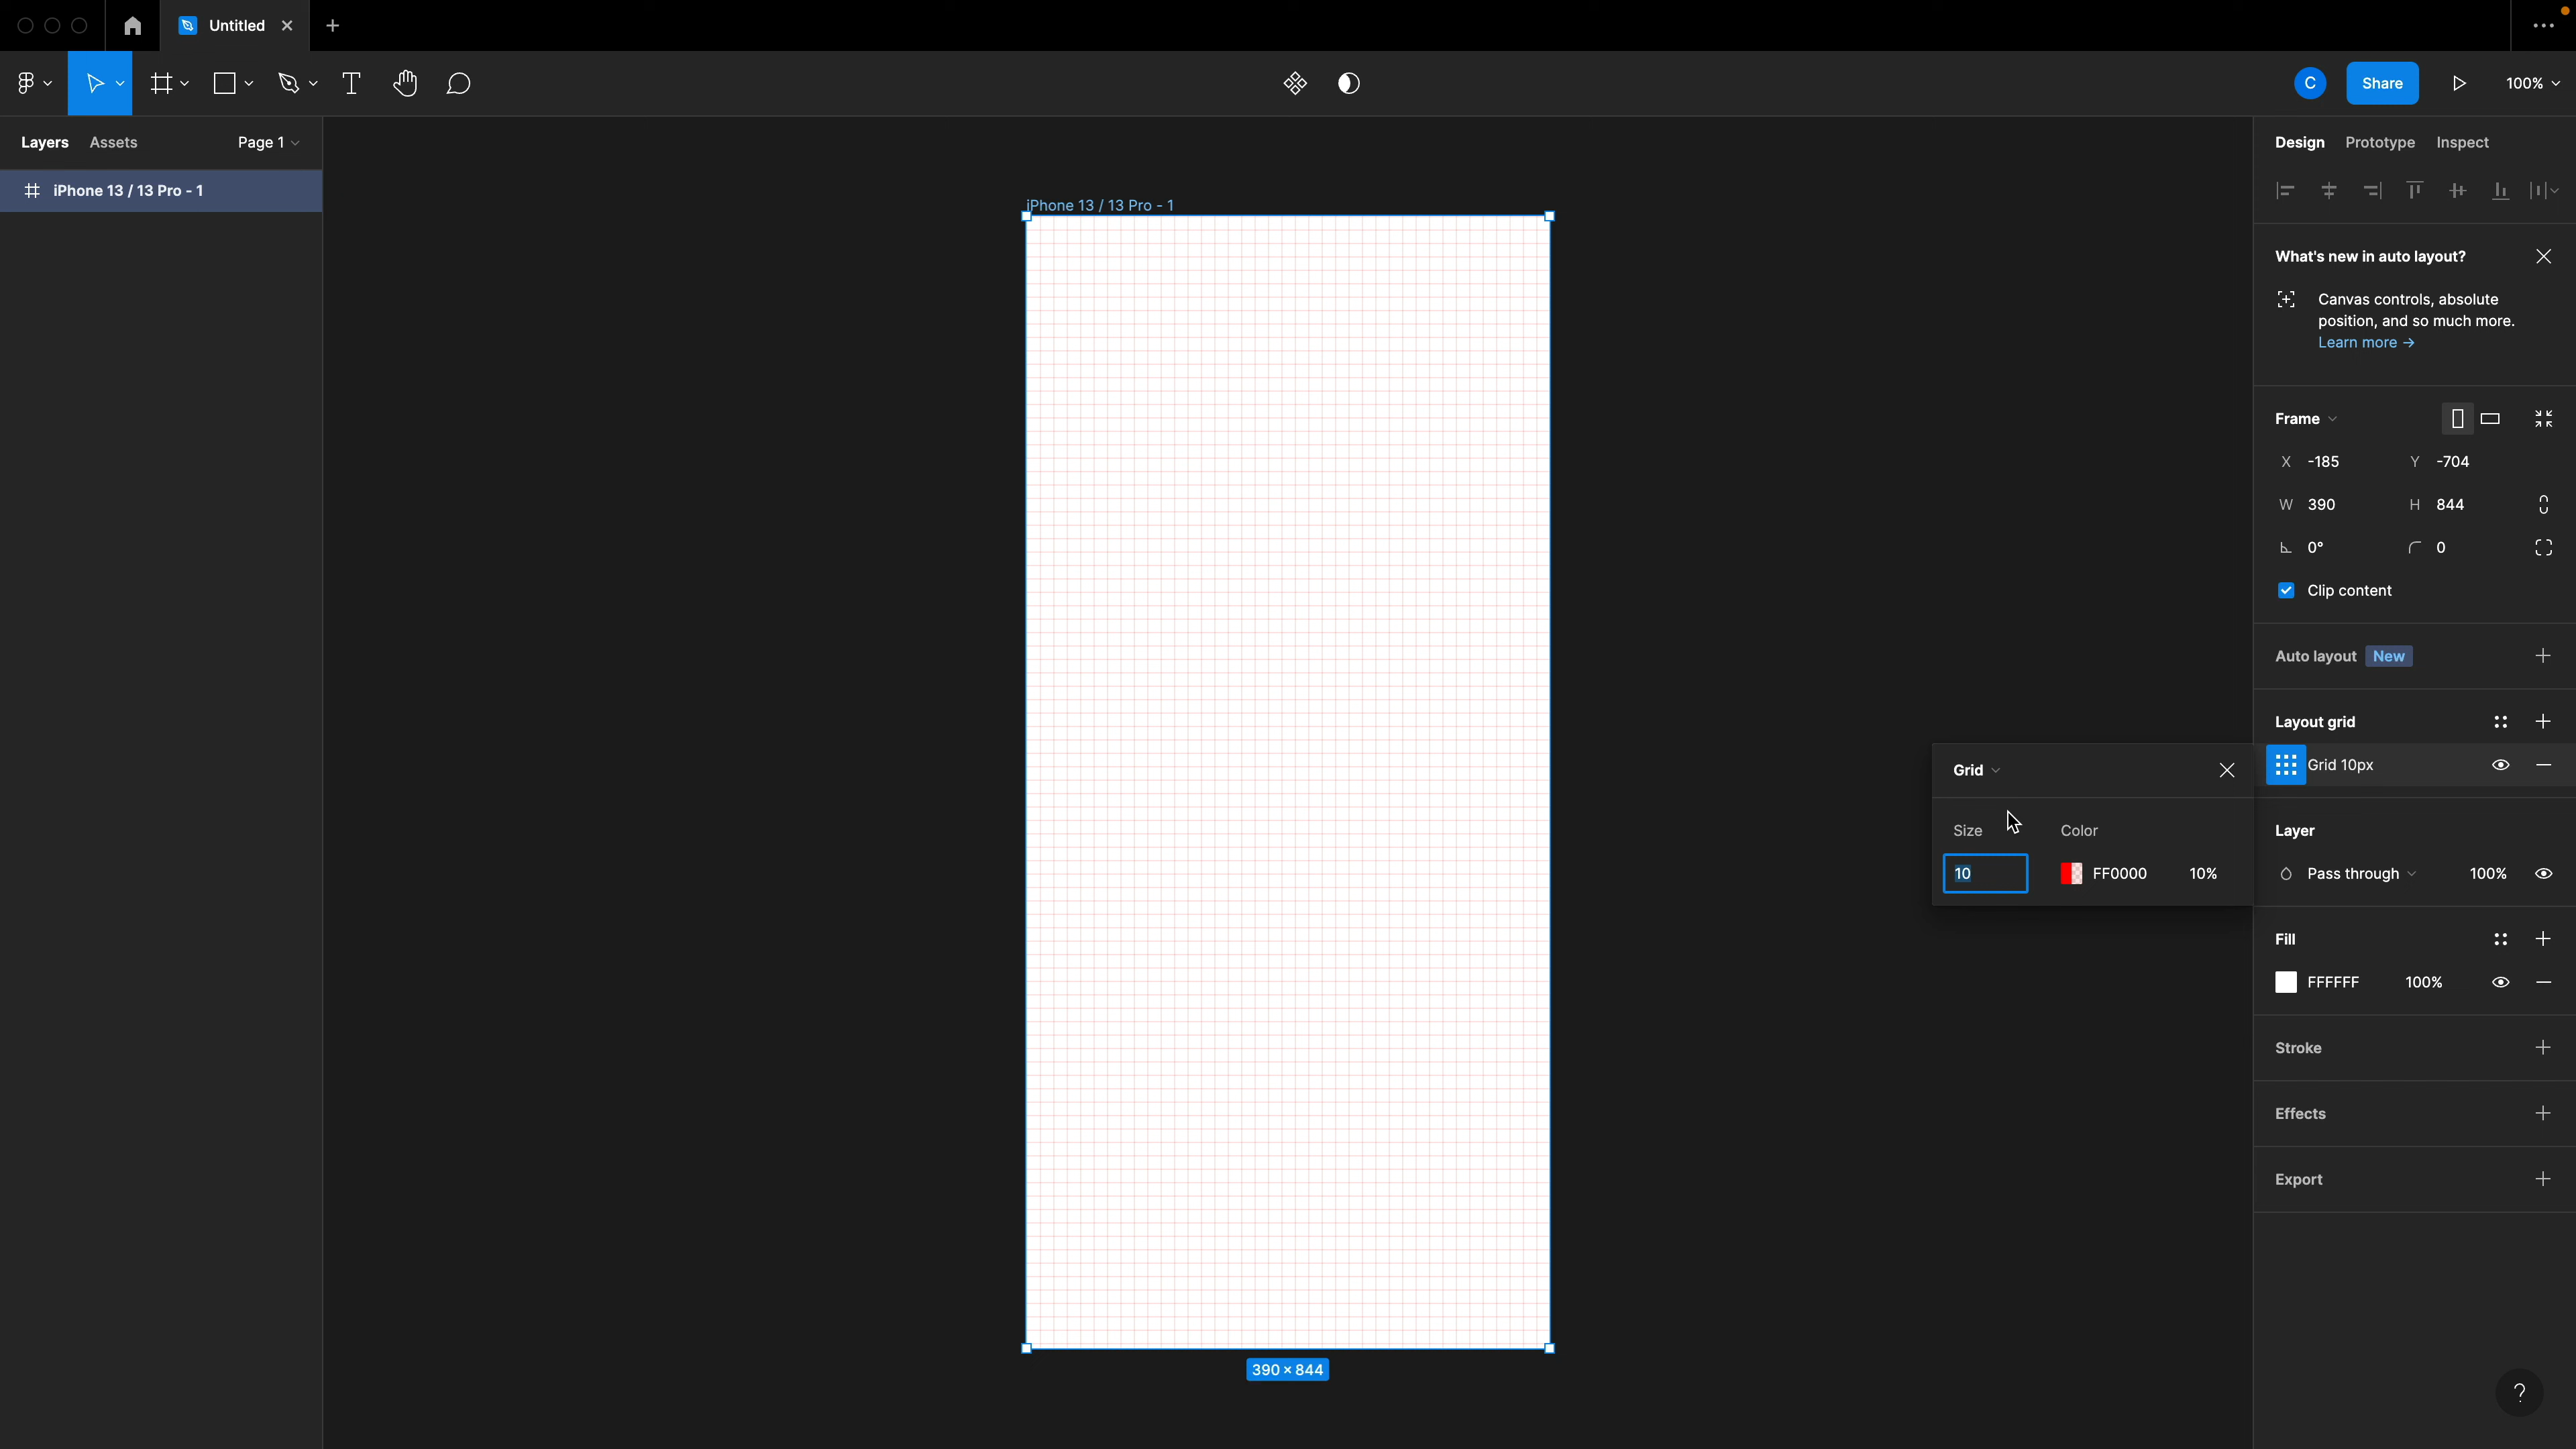 Untitled
C
Share
100%
Layers
Assets
Page 1
Design
Prototype
Inspect
iPhone 13 / 13 Pro - 1
iPhone 13 / 13 Pro - 1
What's new in auto layout?
Canvas controls, absolute
position, and so much more.
Learn more →
Frame
X -185
Y -704
W 390
H 844
0°
0
Clip content
Auto layout New
Layout grid
Grid 10px
Grid
Size
Color
10
FF0000
10%
Layer
Pass through
100%
Fill
FFFFFF
100%
Stroke
Effects
Export
390 × 844
?